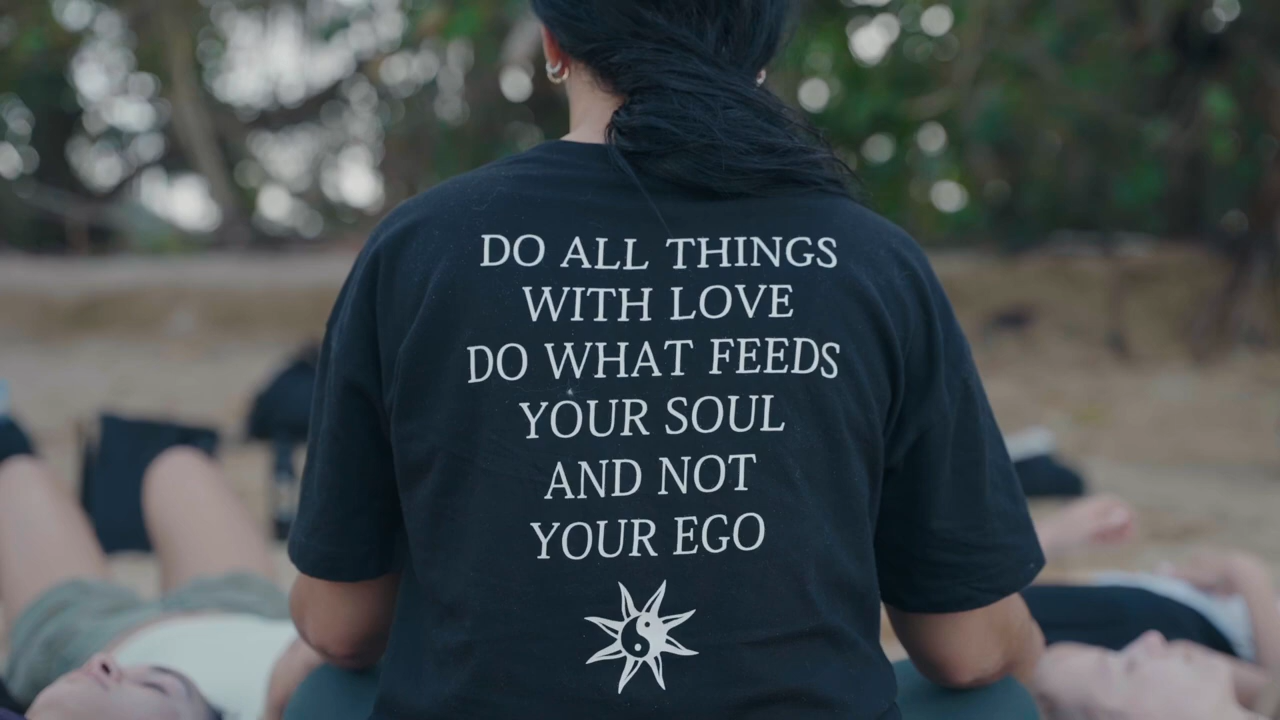 DO ALL THINGS
WITH LOVE
DO WHAT FEEDS
YOUR SOUL
AND NOT
YOUR EGO